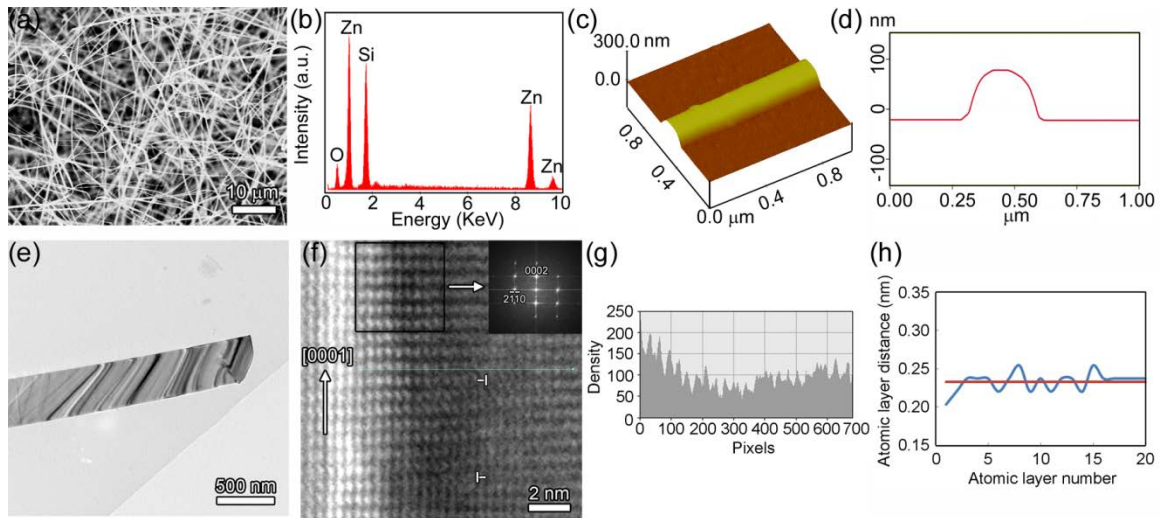 (a)
10 μm
(b)
Intensity (a.u.)
Zn
Si
O
Zn
Zn
0 2 4 6 8 10
Energy (KeV)
(c)
300.0 nm
0.0
0.8
0.4
0.0 μm
0.4
0.8
(d)
nm
100
0
-100
0.00 0.25 0.50 0.75 1.00
μm
(e)
500 nm
(f)
[0001]
0002
2110
2 nm
(g)
Density
250
200
150
100
50
0 100 200 300 400 500 600 700
Pixels
(h)
Atomic layer distance (nm)
0.35
0.30
0.25
0.20
0.15
0 5 10 15 20
Atomic layer number